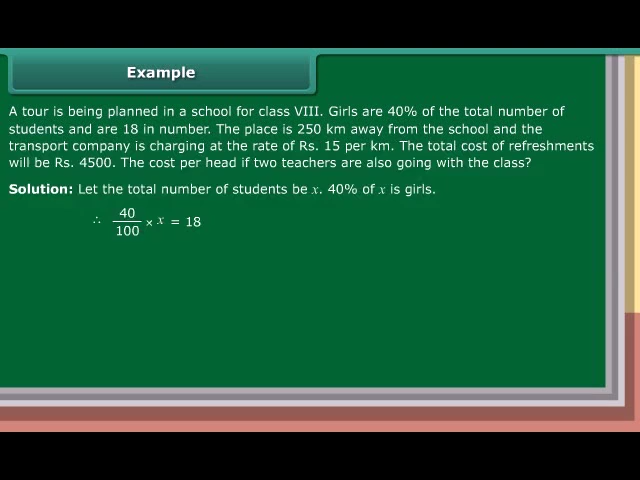 Example
A tour is being planned in a school for class VIII. Girls are 40% of the total number of
students and are 18 in number. The place is 250 km away from the school and the
transport company is charging at the rate of Rs. 15 per km. The total cost of refreshments
will be Rs. 4500. The cost per head if two teachers are also going with the class?
Solution: Let the total number of students be x. 40% of x is girls.
∴ 40/100 × x = 18